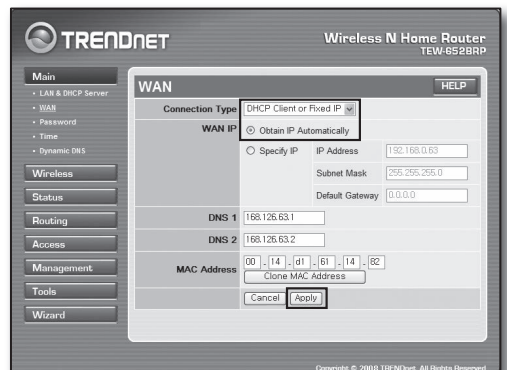 TRENDNET
Wireless N Home Router
TEW-652BRP
Main
• LAN & DHCP Server
• WAN
• Password
• Time
• Dynamic DNS
Wireless
Status
Routing
Access
Management
Tools
Wizard
WAN
HELP
Connection Type DHCP Client or Fixed IP
WAN IP Obtain IP Automatically
Specify IP IP Address 192.168.0.63
Subnet Mask 255.255.255.0
Default Gateway 0.0.0.0
DNS 1 168.126.63.1
DNS 2 168.126.63.2
MAC Address 00 - 14 - d1 - 61 - 14 - 82
Clone MAC Address
Cancel Apply
Copyright © 2008 TRENDnet. All Rights Reserved